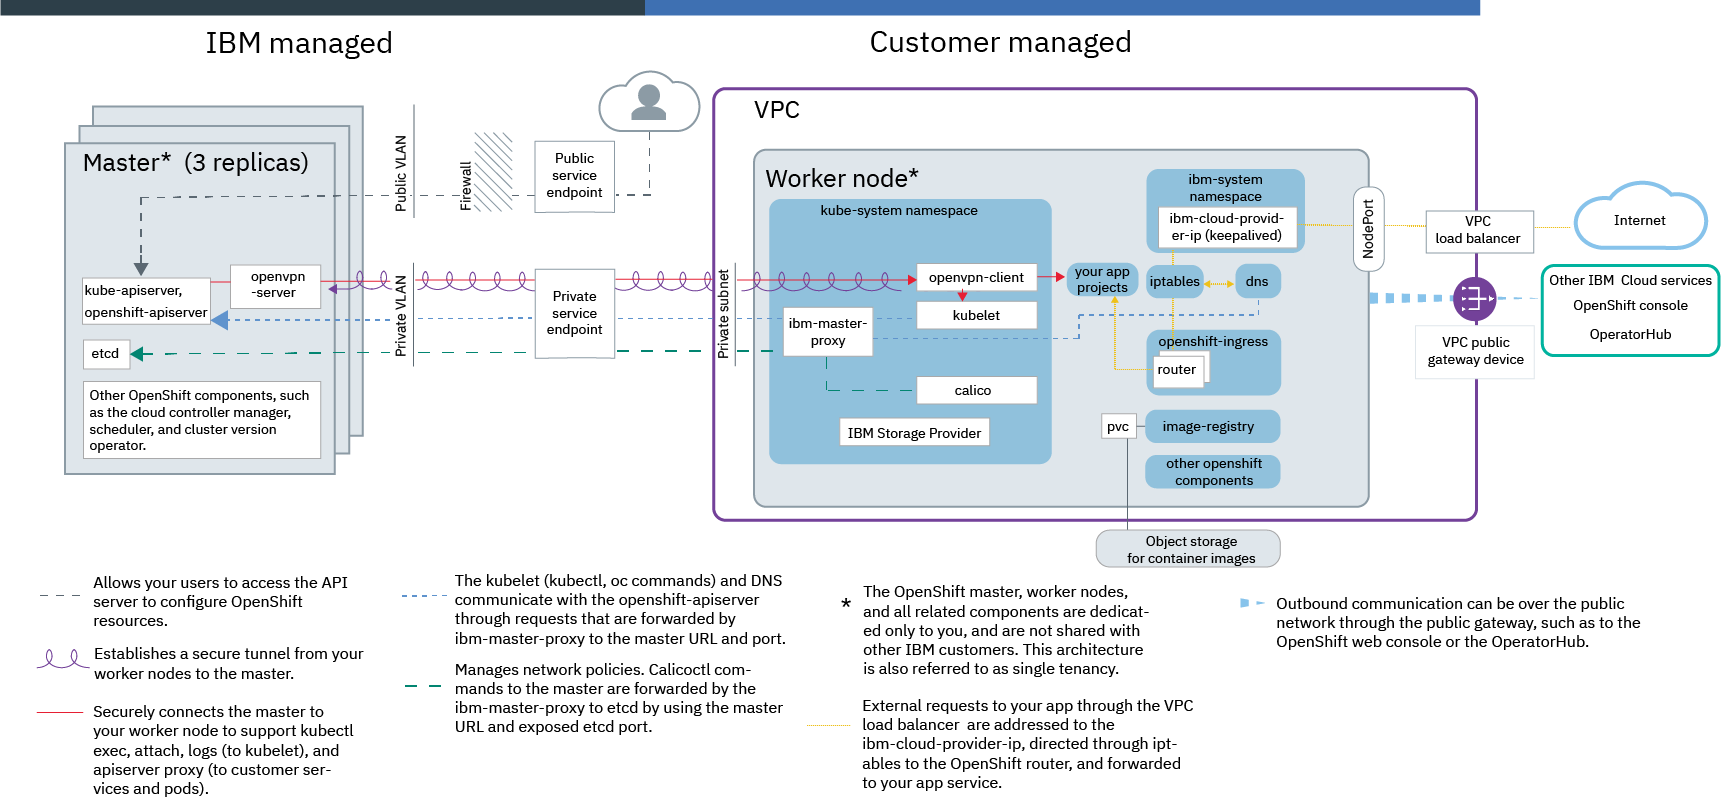 IBM managed
Customer managed
Master* (3 replicas)
Public VLAN
Firewall
Public
service
endpoint
kube-apiserver,
openshift-apiserver
openvpn
-server
etcd
Other OpenShift components, such
as the cloud controller manager,
scheduler, and cluster version
operator.
Private VLAN
Private
service
endpoint
Private subnet
VPC
Worker node*
kube-system namespace
openvpn-client
kubelet
ibm-master-
proxy
calico
IBM Storage Provider
your app
projects
ibm-system
namespace
ibm-cloud-provid-
er-ip (keepalived)
iptables
dns
openshift-ingress
router
pvc
image-registry
other openshift
components
Object storage
for container images
NodePort
VPC
load balancer
Internet
VPC public
gateway device
Other IBM Cloud services
OpenShift console
OperatorHub
Allows your users to access the API
server to configure OpenShift
resources.
Establishes a secure tunnel from your
worker nodes to the master.
Securely connects the master to
your worker node to support kubectl
exec, attach, logs (to kubelet), and
apiserver proxy (to customer ser-
vices and pods).
The kubelet (kubectl, oc commands) and DNS
communicate with the openshift-apiserver
through requests that are forwarded by
ibm-master-proxy to the master URL and port.
Manages network policies. Calicoctl com-
mands to the master are forwarded by the
ibm-master-proxy to etcd by using the master
URL and exposed etcd port.
* The OpenShift master, worker nodes,
and all related components are dedicat-
ed only to you, and are not shared with
other IBM customers. This architecture
is also referred to as single tenancy.
External requests to your app through the VPC
load balancer are addressed to the
ibm-cloud-provider-ip, directed through ipt-
ables to the OpenShift router, and forwarded
to your app service.
Outbound communication can be over the public
network through the public gateway, such as to the
OpenShift web console or the OperatorHub.